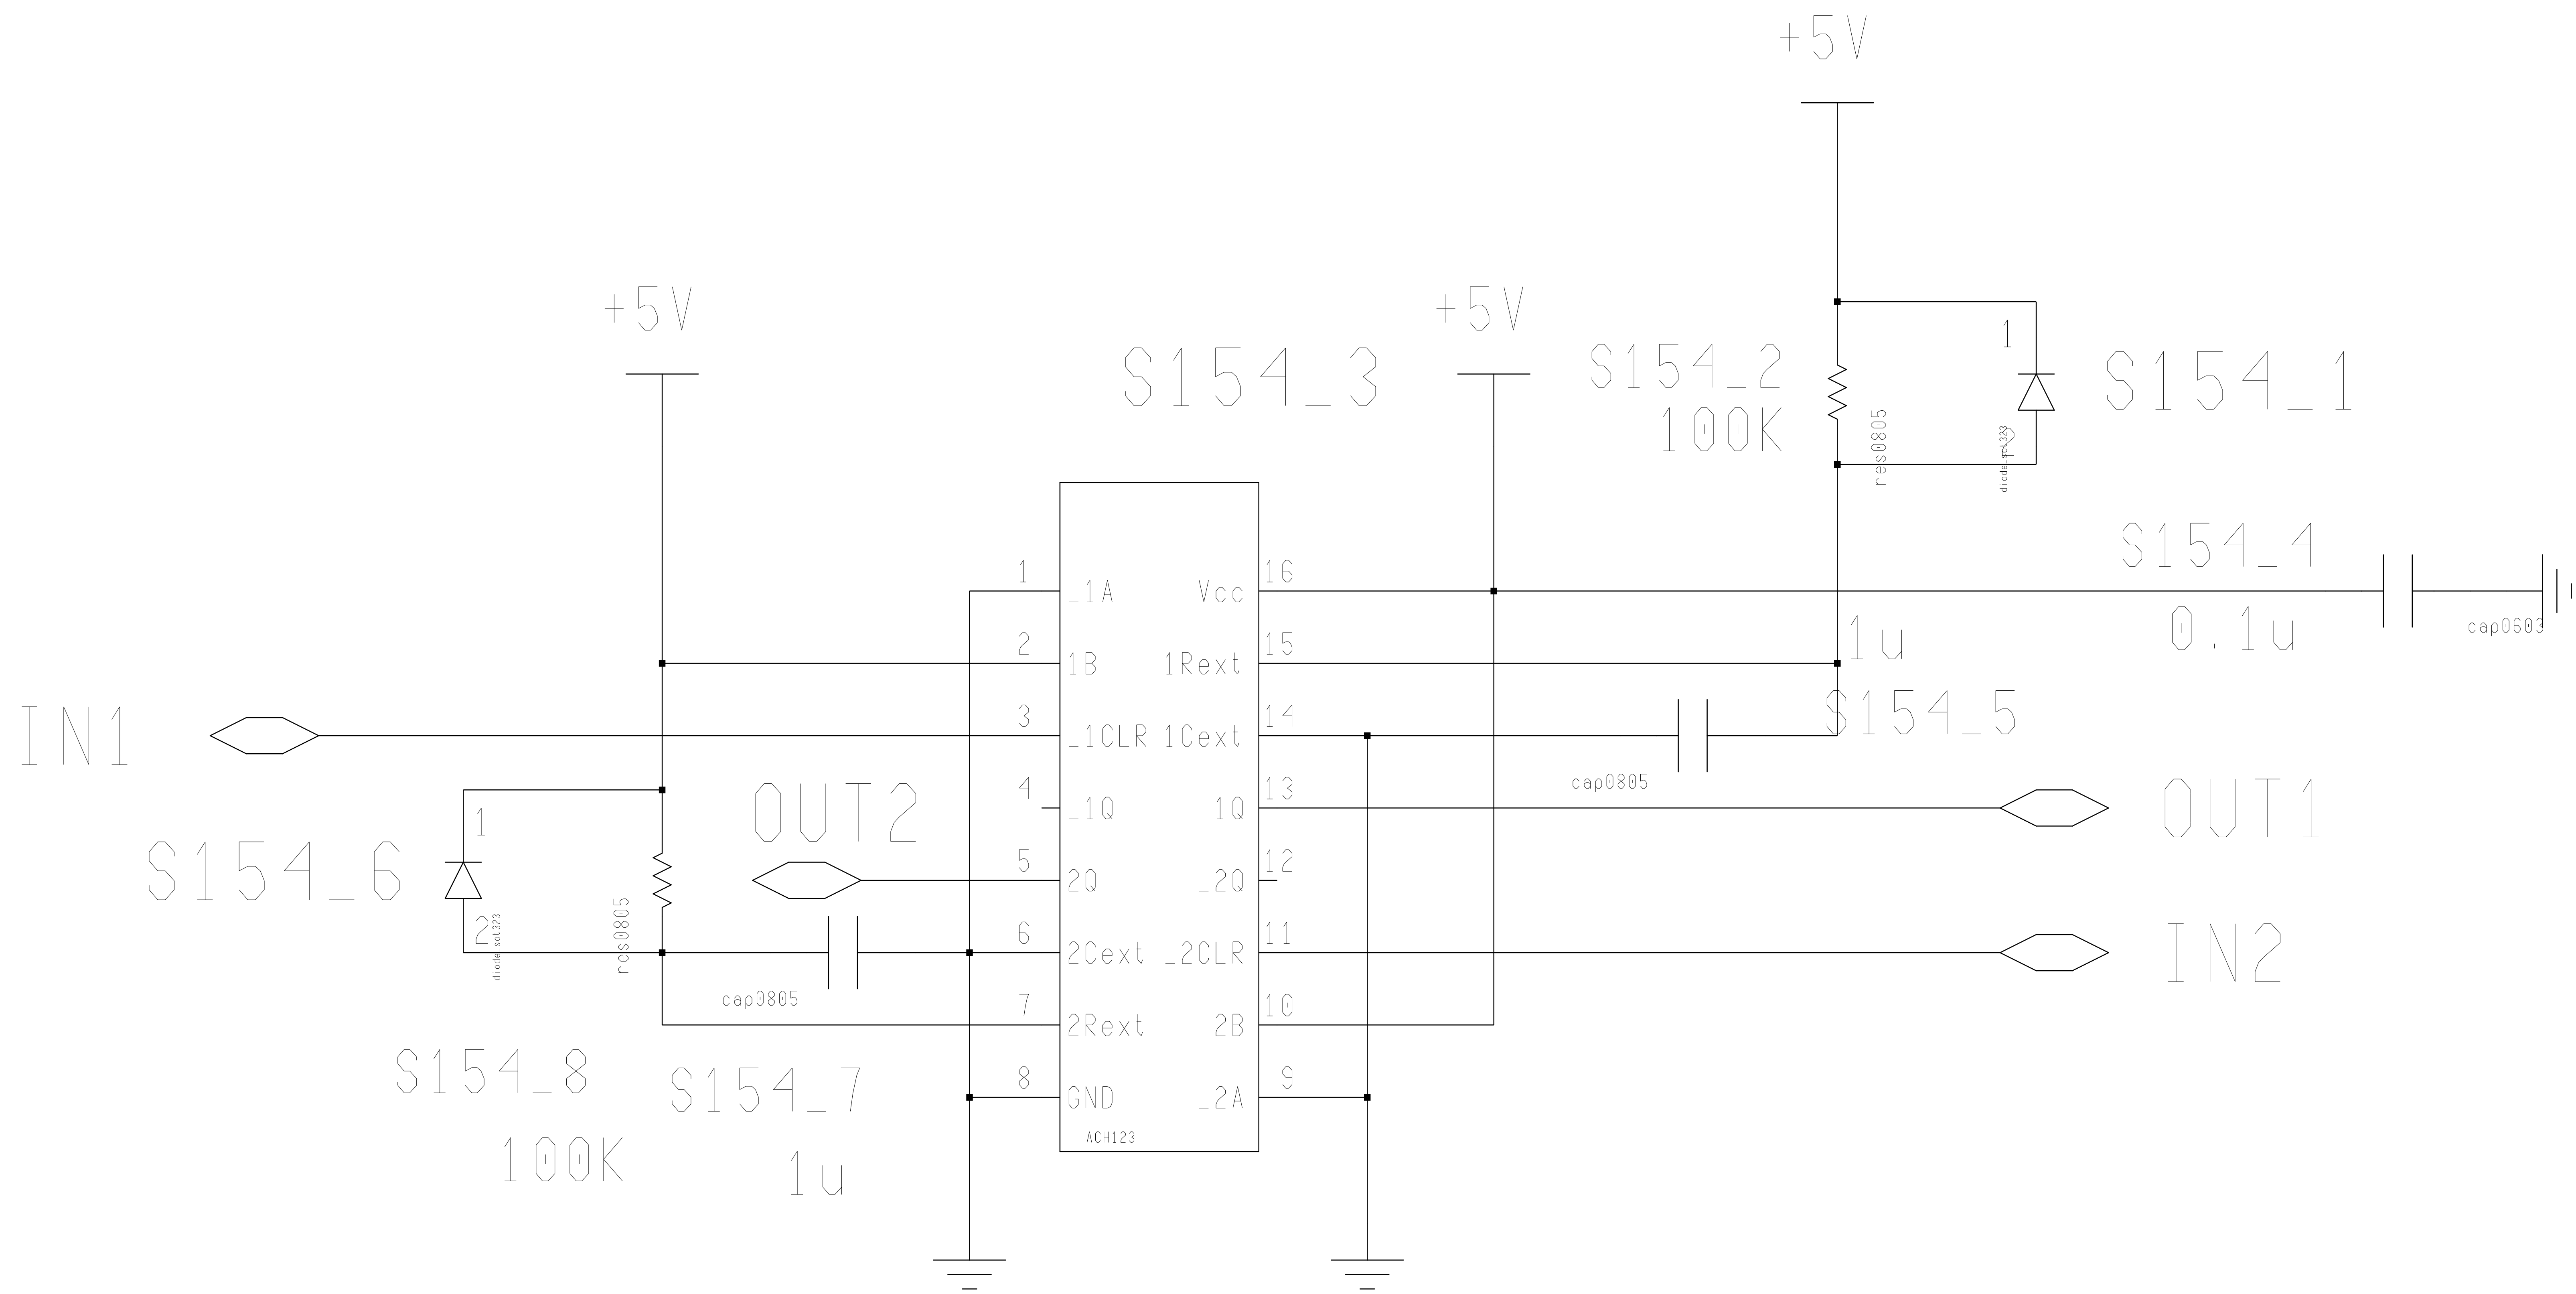 +5V
+5V
+5V
S154_3
S154_2
100K
res0805
1
2
diode_sot323
S154_1
S154_4
0.1u
cap0603
1 _1A Vcc 16
2 1B 1Rext 15
3 _1CLR 1Cext 14
4 _1Q 1Q 13
5 2Q _2Q 12
6 2Cext _2CLR 11
7 2Rext 2B 10
8 GND _2A 9
ACH123
1u
S154_5
cap0805
IN1
OUT2
OUT1
1
S154_6
2
diode_sot323
res0805
IN2
cap0805
S154_8
100K
S154_7
1u